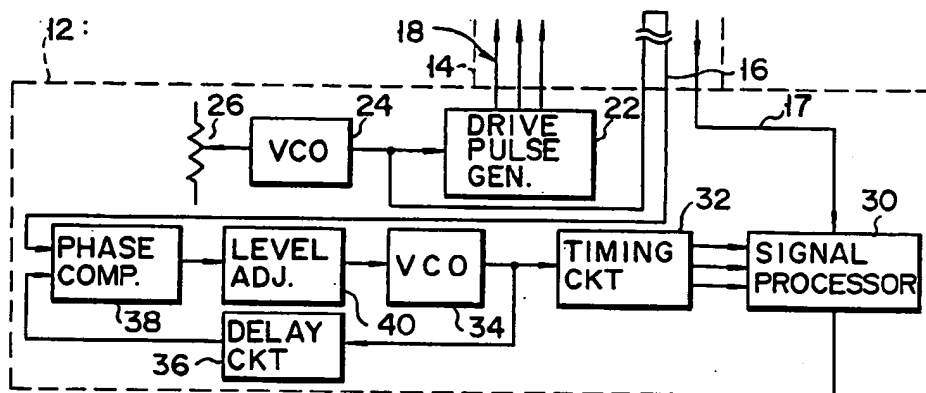 12:
18
14
16
17
26
24
VCO
22
DRIVE
PULSE
GEN.
32
30
PHASE
COMP.
LEVEL
ADJ.
VCO
TIMING
CKT
SIGNAL
PROCESSOR
38
40
34
36
DELAY
CKT